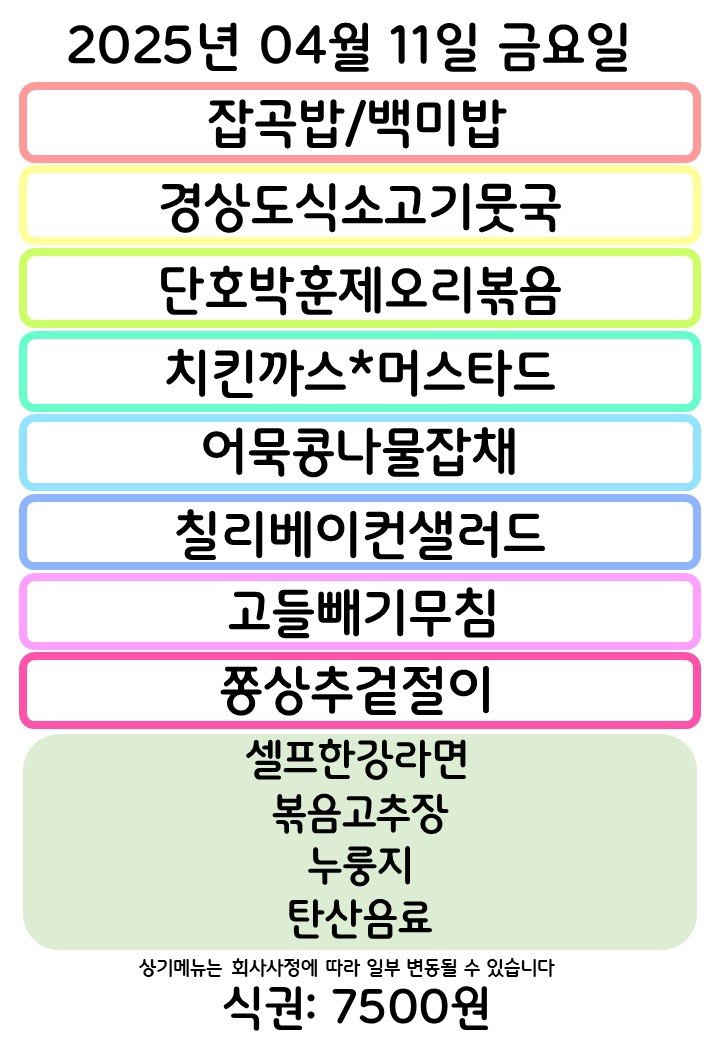 2025년 04월 11일 금요일
잡곡밥/백미밥
경상도식소고기뭇국
단호박훈제오리볶음
치킨까스*머스타드
어묵콩나물잡채
칠리베이컨샐러드
고들빼기무침
쫑상추겉절이
셀프한강라면
볶음고추장
누룽지
탄산음료
상기메뉴는 회사사정에 따라 일부 변동될 수 있습니다
식권: 7500원